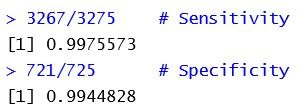 > 3267/3275     # Sensitivity
[1] 0.9975573
> 721/725       # Specificity
[1] 0.9944828